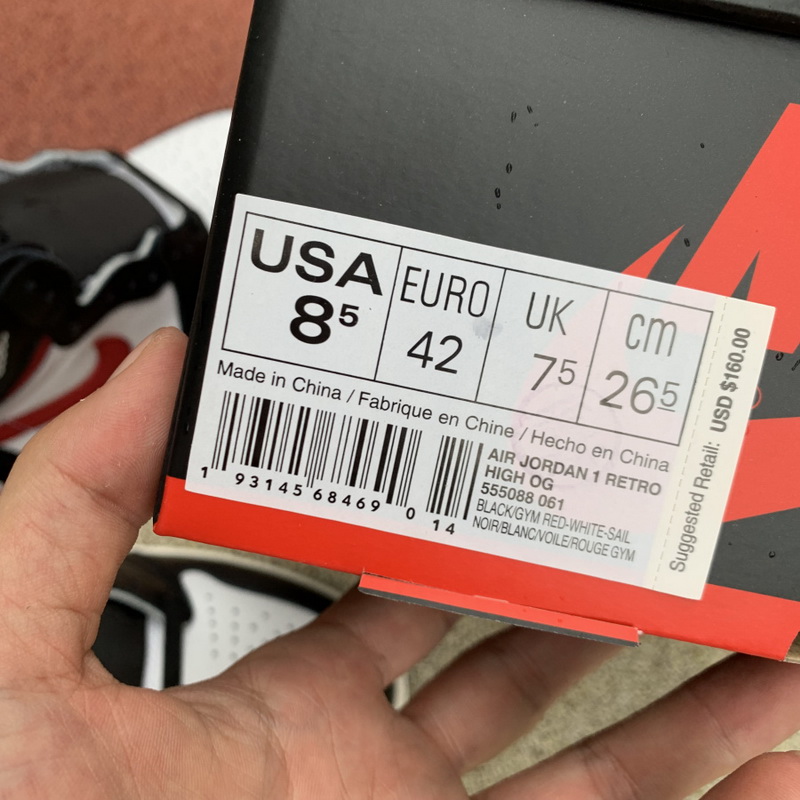 USA EURO UK cm
8⁵ 42 7⁵ 26⁵
Made in China / Fabrique en Chine / Hecho en China
1 93145 68469 0 14
AIR JORDAN 1 RETRO
HIGH OG
555088 061
BLACK/GYM RED-WHITE-SAIL
NOIR/BLANC/VOILE/ROUGE GYM
Suggested Retail: USD $160.00